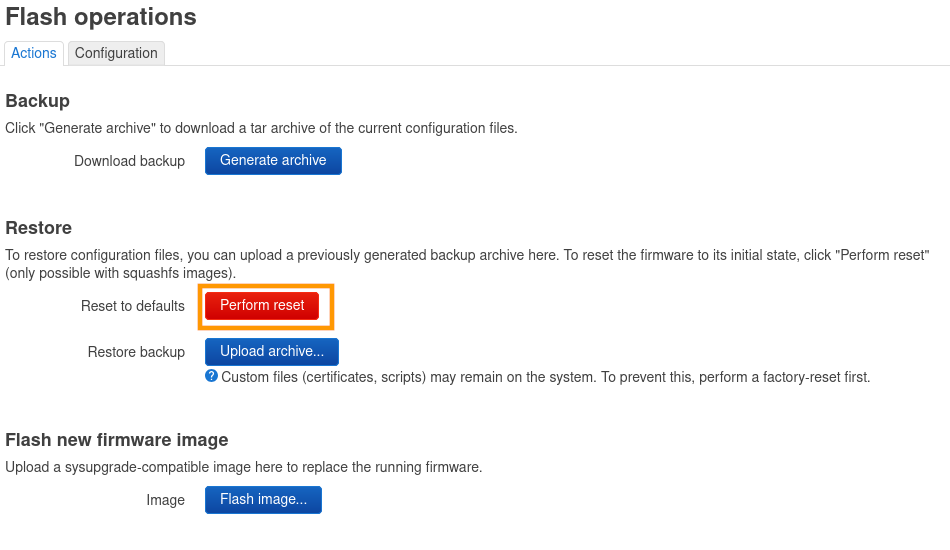 Flash operations
Actions Configuration
Backup
Click "Generate archive" to download a tar archive of the current configuration files.
Download backup Generate archive
Restore
To restore configuration files, you can upload a previously generated backup archive here. To reset the firmware to its initial state, click "Perform reset"
(only possible with squashfs images).
Reset to defaults Perform reset
Restore backup Upload archive...
? Custom files (certificates, scripts) may remain on the system. To prevent this, perform a factory-reset first.
Flash new firmware image
Upload a sysupgrade-compatible image here to replace the running firmware.
Image Flash image...